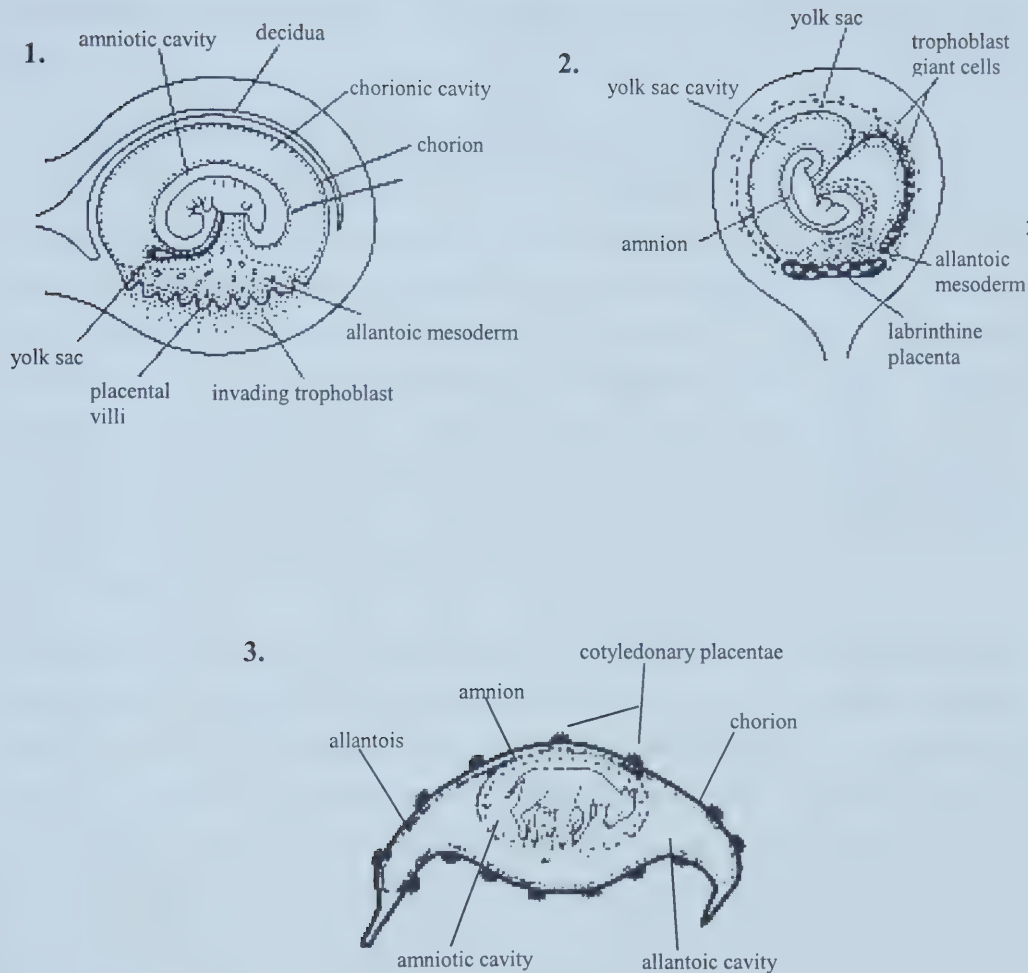 1.
amniotic cavity
decidua
chorionic cavity
chorion
allantoic mesoderm
yolk sac
placental
villi
invading trophoblast
2.
yolk sac
trophoblast
giant cells
yolk sac cavity
amnion
allantoic
mesoderm
labrinthine
placenta
3.
cotyledonary placentae
amnion
chorion
allantois
amniotic cavity
allantoic cavity